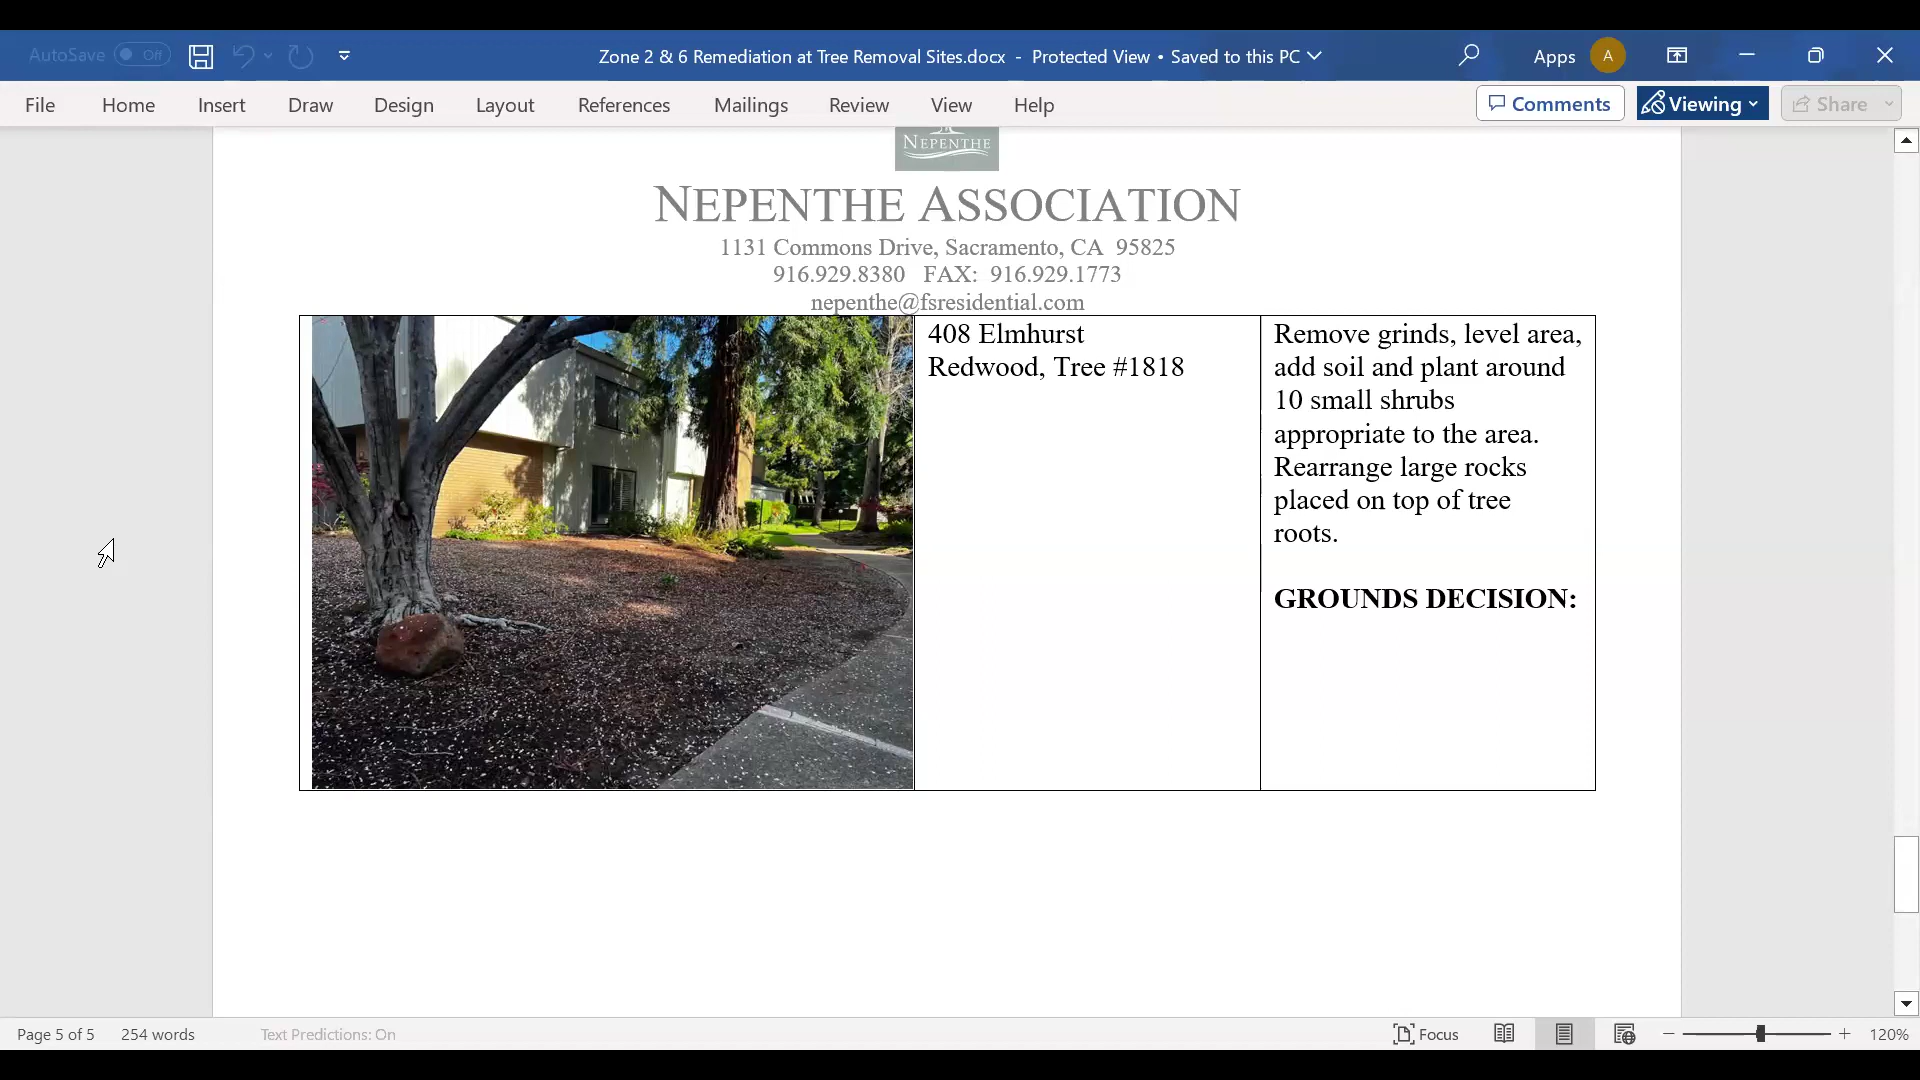 AutoSave Off
Zone 2 & 6 Remediation at Tree Removal Sites.docx - Protected View • Saved to this PC
Apps A
File Home Insert Draw Design Layout References Mailings Review View Help
Comments Viewing Share
NEPENTHE
NEPENTHE ASSOCIATION
1131 Commons Drive, Sacramento, CA 95825
916.929.8380 FAX: 916.929.1773
nepenthe@fsresidential.com
408 Elmhurst
Redwood, Tree #1818
Remove grinds, level area,
add soil and plant around
10 small shrubs
appropriate to the area.
Rearrange large rocks
placed on top of tree
roots.
GROUNDS DECISION:
Page 5 of 5 254 words Text Predictions: On
Focus 120%